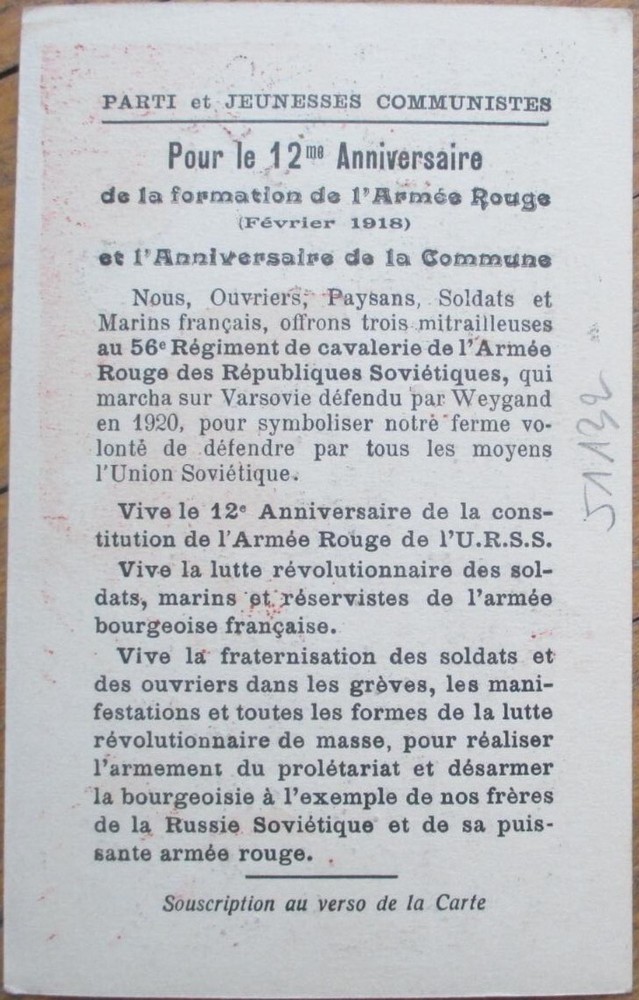 PARTI et JEUNESSES COMMUNISTES
Pour le 12me Anniversaire
de la formation de l'Armée Rouge
(Février 1918)
et l'Anniversaire de la Commune
Nous, Ouvriers, Paysans, Soldats et
Marins français, offrons trois mitrailleuses
au 56e Régiment de cavalerie de l'Armée
Rouge des Républiques Soviétiques, qui
marcha sur Varsovie défendu par Weygand
en 1920, pour symboliser notre ferme vo-
lonté de défendre par tous les moyens
l'Union Soviétique.
Vive le 12e Anniversaire de la cons-
titution de l'Armée Rouge de l'U.R.S.S.
Vive la lutte révolutionnaire des sol-
dats, marins et réservistes de l'armée
bourgeoise française.
Vive la fraternisation des soldats et
des ouvriers dans les grèves, les mani-
festations et toutes les formes de la lutte
révolutionnaire de masse, pour réaliser
l'armement du prolétariat et désarmer
la bourgeoisie à l'exemple de nos frères
de la Russie Soviétique et de sa puis-
sante armée rouge.
Souscription au verso de la Carte
51132